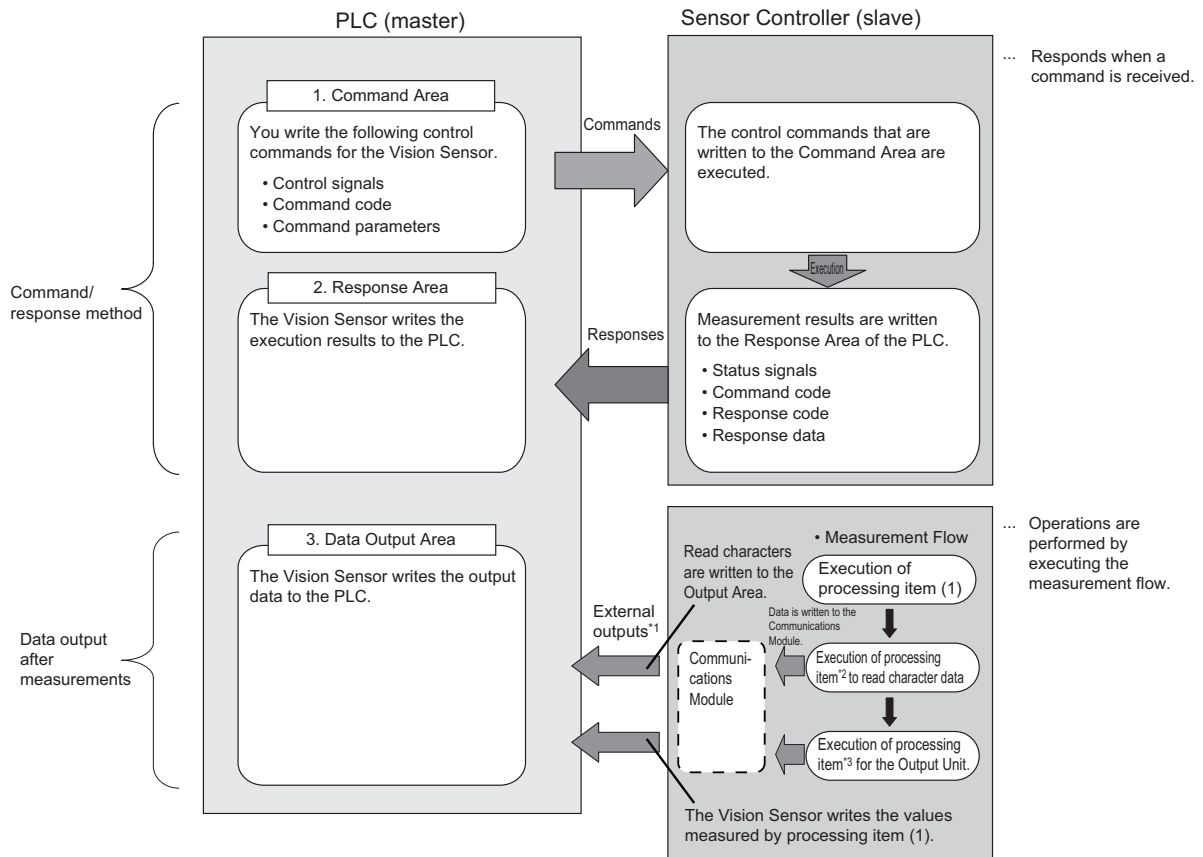 PLC (master)
Sensor Controller (slave)
... Responds when a
command is received.
1. Command Area
You write the following control
commands for the Vision Sensor.
• Control signals
• Command code
• Command parameters
Commands
The control commands that are
written to the Command Area are
executed.
Execution
Command/
response method
2. Response Area
The Vision Sensor writes the
execution results to the PLC.
Responses
Measurement results are written
to the Response Area of the PLC.
• Status signals
• Command code
• Response code
• Response data
Data output
after
measurements
3. Data Output Area
The Vision Sensor writes the output
data to the PLC.
External
outputs*1
Read characters
are written to the
Output Area.
• Measurement Flow
Execution of
processing item (1)
Data is written to the
Communications
Module.
Communi-
cations
Module
Execution of processing
item*2 to read character data
Execution of processing
item*3 for the Output Unit.
The Vision Sensor writes the values
measured by processing item (1).
... Operations are
performed by
executing the
measurement flow.